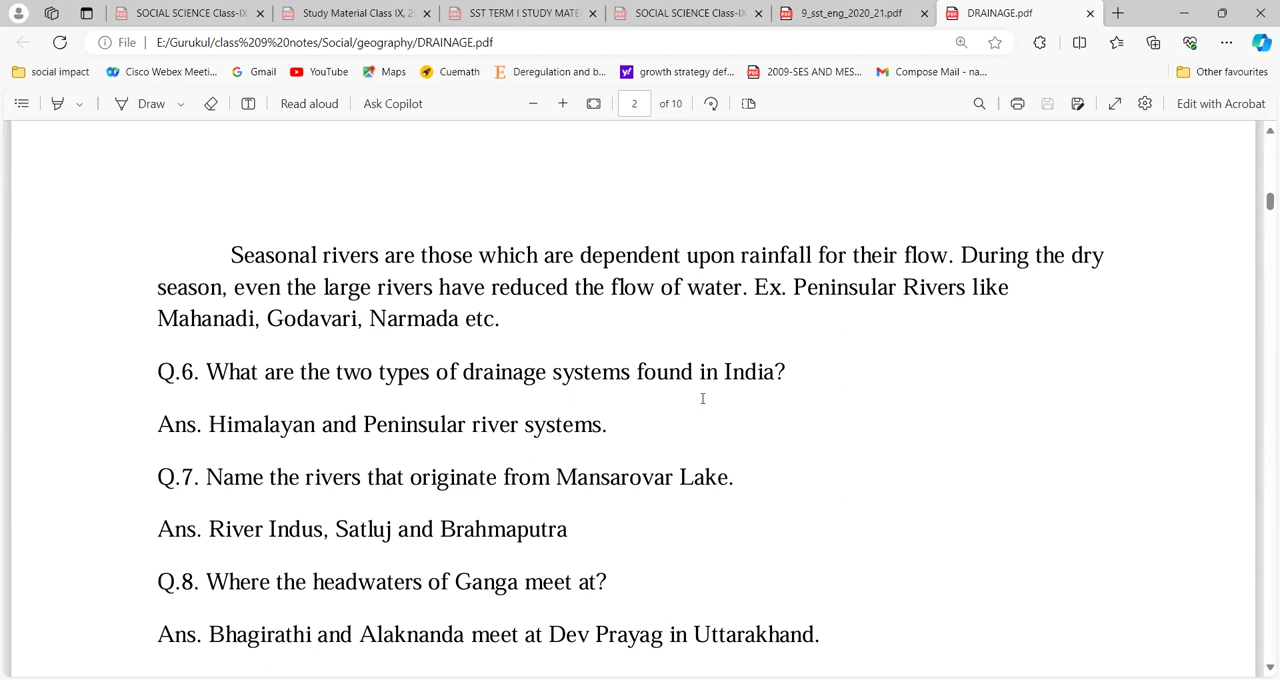 SOCIAL SCIENCE Class-IX
Study Material Class IX, 2
SST TERM I STUDY MATE
SOCIAL SCIENCE Class-IX
9_sst_eng_2020_21.pdf
DRAINAGE.pdf
File
E:/Gurukul/class%209%20notes/Social/geography/DRAINAGE.pdf
social impact
Cisco Webex Meeti...
Gmail
YouTube
Maps
Cuemath
Deregulation and b...
growth strategy def...
2009-SES AND MES...
Compose Mail - na...
Other favourites
Draw
Read aloud
Ask Copilot
2 of 10
Edit with Acrobat
Seasonal rivers are those which are dependent upon rainfall for their flow. During the dry
season, even the large rivers have reduced the flow of water. Ex. Peninsular Rivers like
Mahanadi, Godavari, Narmada etc.
Q.6. What are the two types of drainage systems found in India?
Ans. Himalayan and Peninsular river systems.
Q.7. Name the rivers that originate from Mansarovar Lake.
Ans. River Indus, Satluj and Brahmaputra
Q.8. Where the headwaters of Ganga meet at?
Ans. Bhagirathi and Alaknanda meet at Dev Prayag in Uttarakhand.